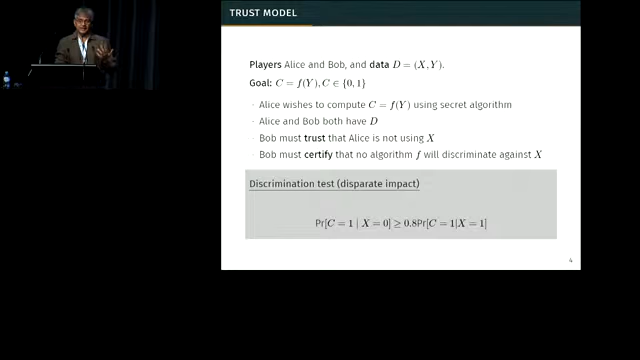 TRUST MODEL
Players Alice and Bob, and data D = (X, Y).
Goal: C = f(Y), C ∈ {0, 1}
· Alice wishes to compute C = f(Y) using secret algorithm
· Alice and Bob both have D
· Bob must trust that Alice is not using X
· Bob must certify that no algorithm f will discriminate against X
Discrimination test (disparate impact)
Pr[C = 1 | X = 0] ≥ 0.8Pr[C = 1|X = 1]
4